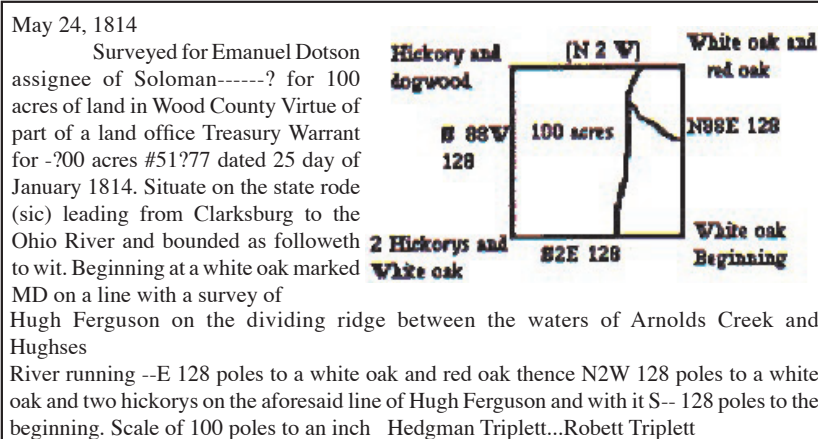 May 24, 1814
Surveyed for Emanuel Dotson
assignee of Soloman------? for 100
acres of land in Wood County Virtue of
part of a land office Treasury Warrant
for -?00 acres #51?77 dated 25 day of
January 1814. Situate on the state rode
(sic) leading from Clarksburg to the
Ohio River and bounded as followeth
to wit. Beginning at a white oak marked
MD on a line with a survey of
Hugh Ferguson on the dividing ridge between the waters of Arnolds Creek and
Hughses
River running --E 128 poles to a white oak and red oak thence N2W 128 poles to a white
oak and two hickorys on the aforesaid line of Hugh Ferguson and with it S-- 128 poles to the
beginning. Scale of 100 poles to an inch   Hedgman Triplett...Robett Triplett
Hickory and
dogwood
(N 2 W)
White oak and
red oak
S 88W
128
100 acres
N88E 128
2 Hickorys and
White oak
S2E 128
White oak
Beginning